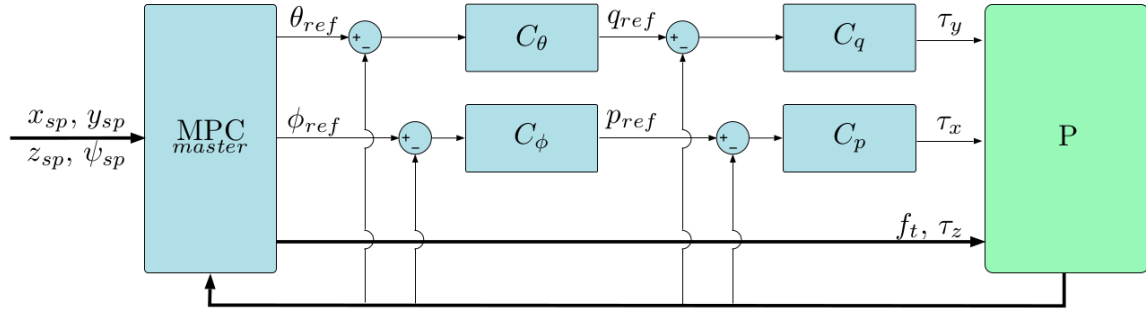 θ_ref + - C_θ q_ref + - C_q τ_y
x_sp, y_sp
z_sp, ψ_sp
MPC
master
ϕ_ref + - C_ϕ p_ref + - C_p τ_x
P
f_t, τ_z